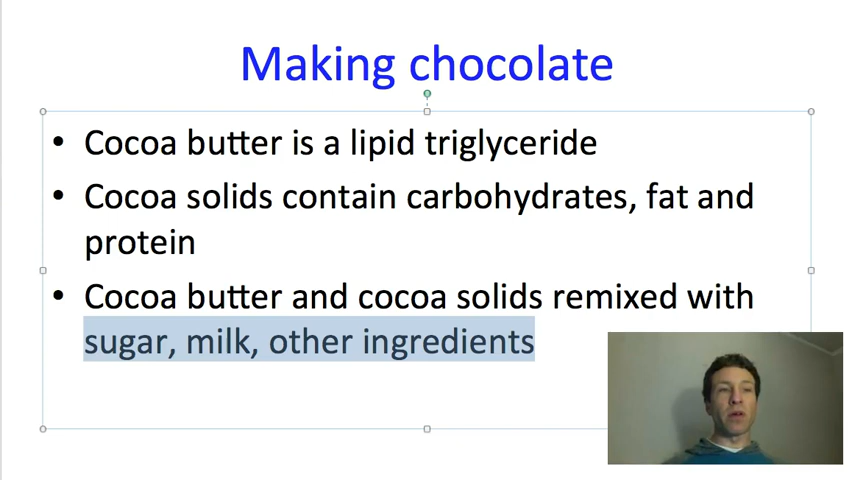 Making chocolate
• Cocoa butter is a lipid triglyceride
• Cocoa solids contain carbohydrates, fat and
protein
• Cocoa butter and cocoa solids remixed with
sugar, milk, other ingredients